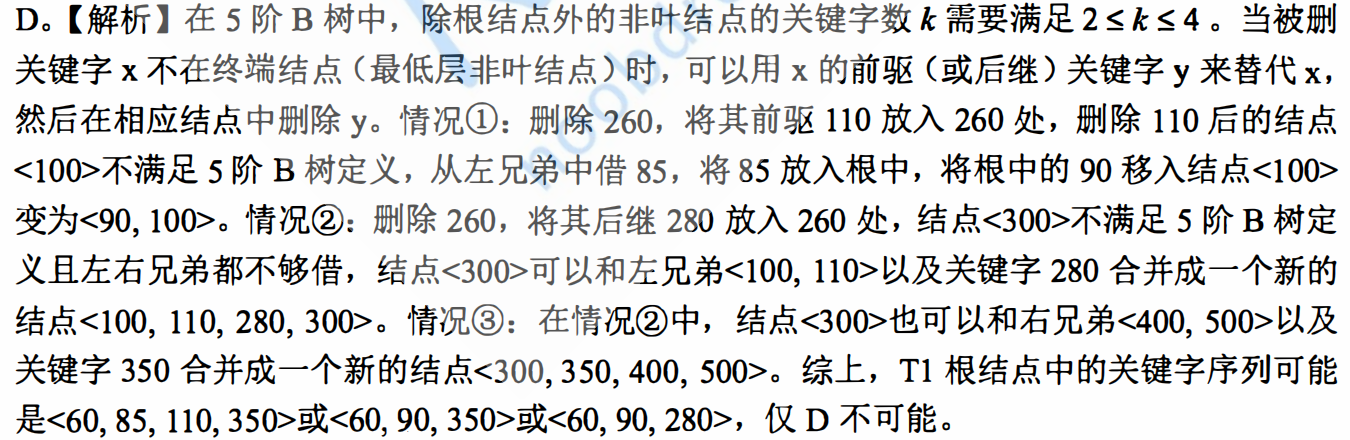 D。【解析】在 5 阶 B 树中，除根结点外的非叶结点的关键字数 k 需要满足 2 ≤ k ≤ 4 。当被删
关键字 x 不在终端结点（最低层非叶结点）时，可以用 x 的前驱（或后继）关键字 y 来替代 x，
然后在相应结点中删除 y。情况①：删除 260，将其前驱 110 放入 260 处，删除 110 后的结点
<100>不满足 5 阶 B 树定义，从左兄弟中借 85，将 85 放入根中，将根中的 90 移入结点<100>
变为<90, 100>。情况②：删除 260，将其后继 280 放入 260 处，结点<300>不满足 5 阶 B 树定
义且左右兄弟都不够借，结点<300>可以和左兄弟<100, 110>以及关键字 280 合并成一个新的
结点<100, 110, 280, 300>。情况③：在情况②中，结点<300>也可以和右兄弟<400, 500>以及
关键字 350 合并成一个新的结点<300, 350, 400, 500>。综上，T1 根结点中的关键字序列可能
是<60, 85, 110, 350>或<60, 90, 350>或<60, 90, 280>，仅 D 不可能。